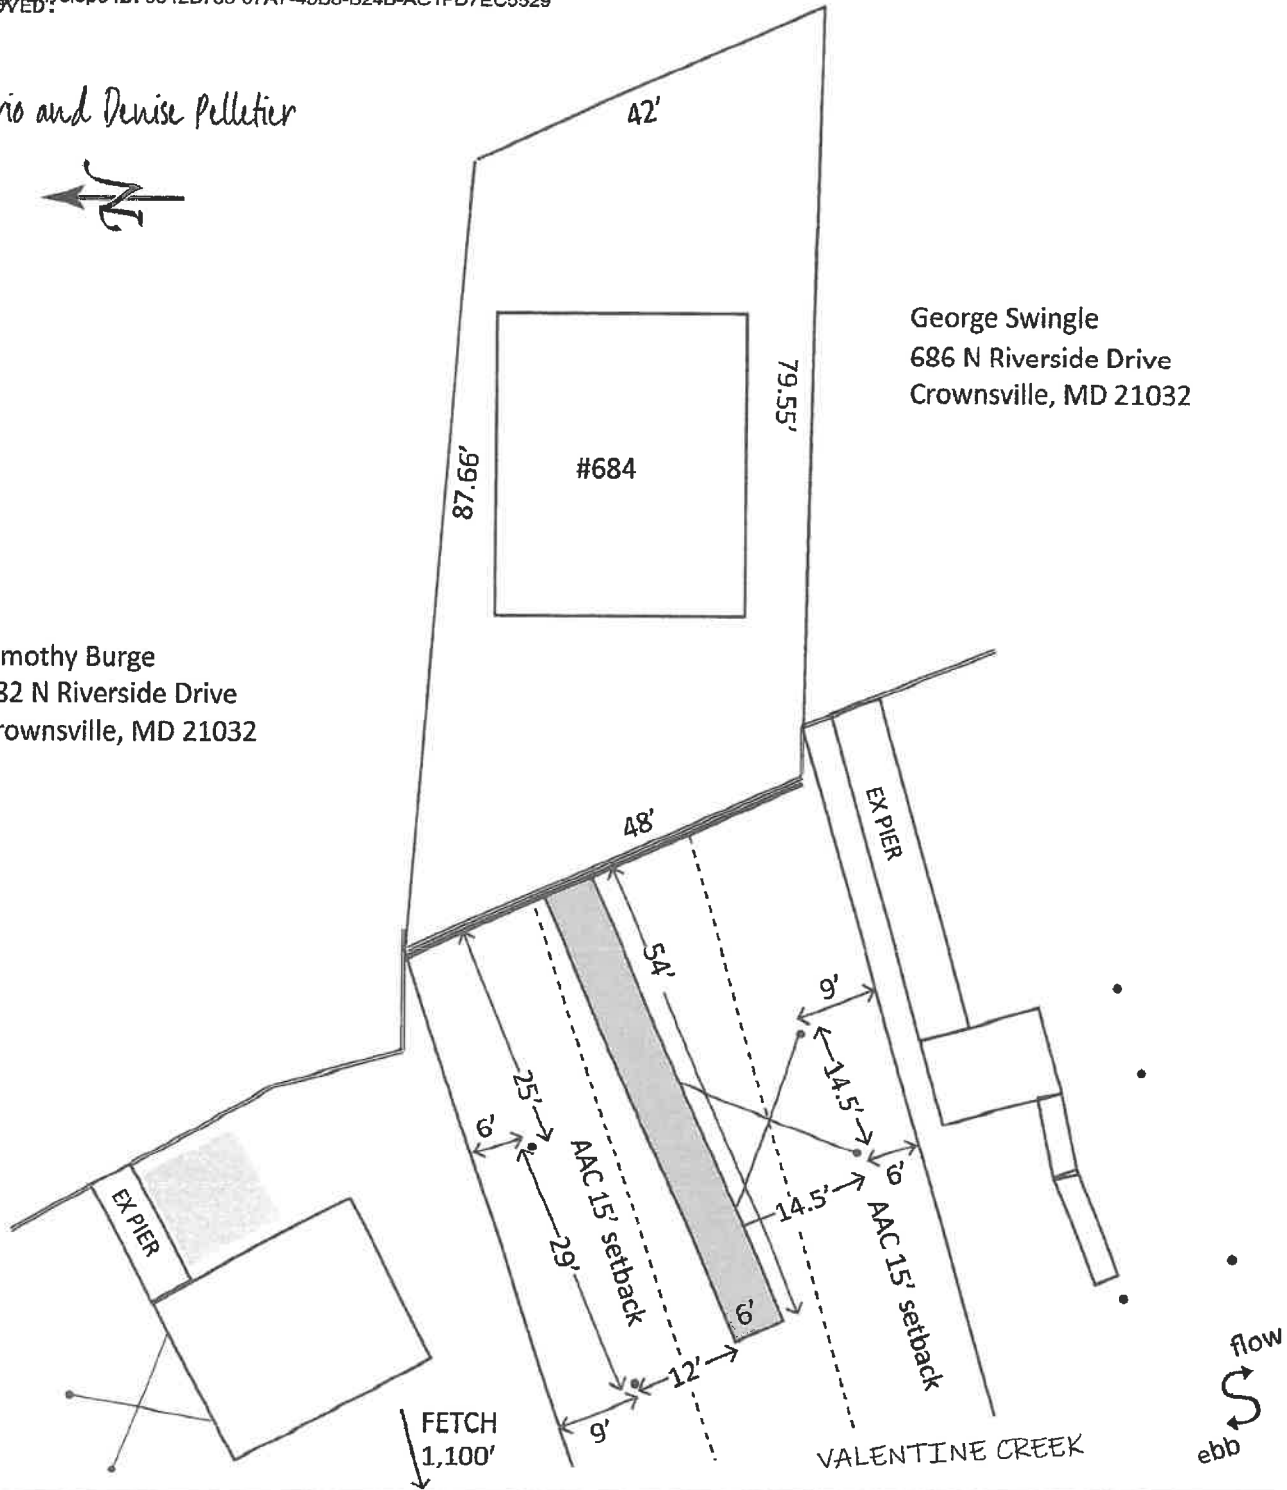 42'
Denise Pelletier
and
N
George Swingle
686 N Riverside Drive
Crownsville, MD 21032
79.55'
87.66'
#684
mothy Burge
32 N Riverside Drive
rownsville, MD 21032
48'
EX PIER
54'
9'
25'
14.5'
6'
6'
AAC 15' setback
14.5'
AAC 15' setback
EX PIER
29'
6'
12'
9'
FETCH
1,100'
VALENTINE CREEK
flow
ebb